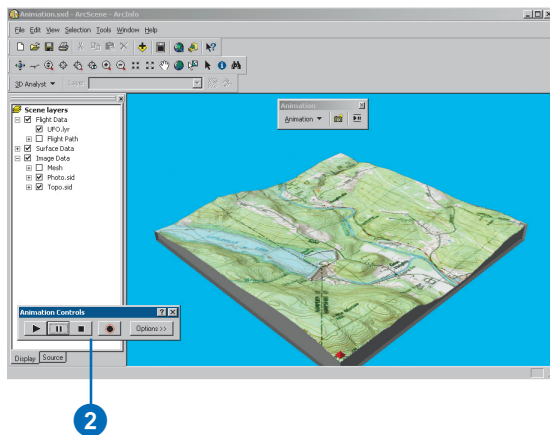 Animation.sxd - ArcScene - ArcInfo
File Edit View Selection Tools Window Help
3D Analyst Layer:
Scene layers
Flight Data
UFO.lyr
Flight Path
Surface Data
Image Data
Mesh
Photo.sid
Topo.sid
Animation
Animation
Animation Controls
Options >>
Display Source
2